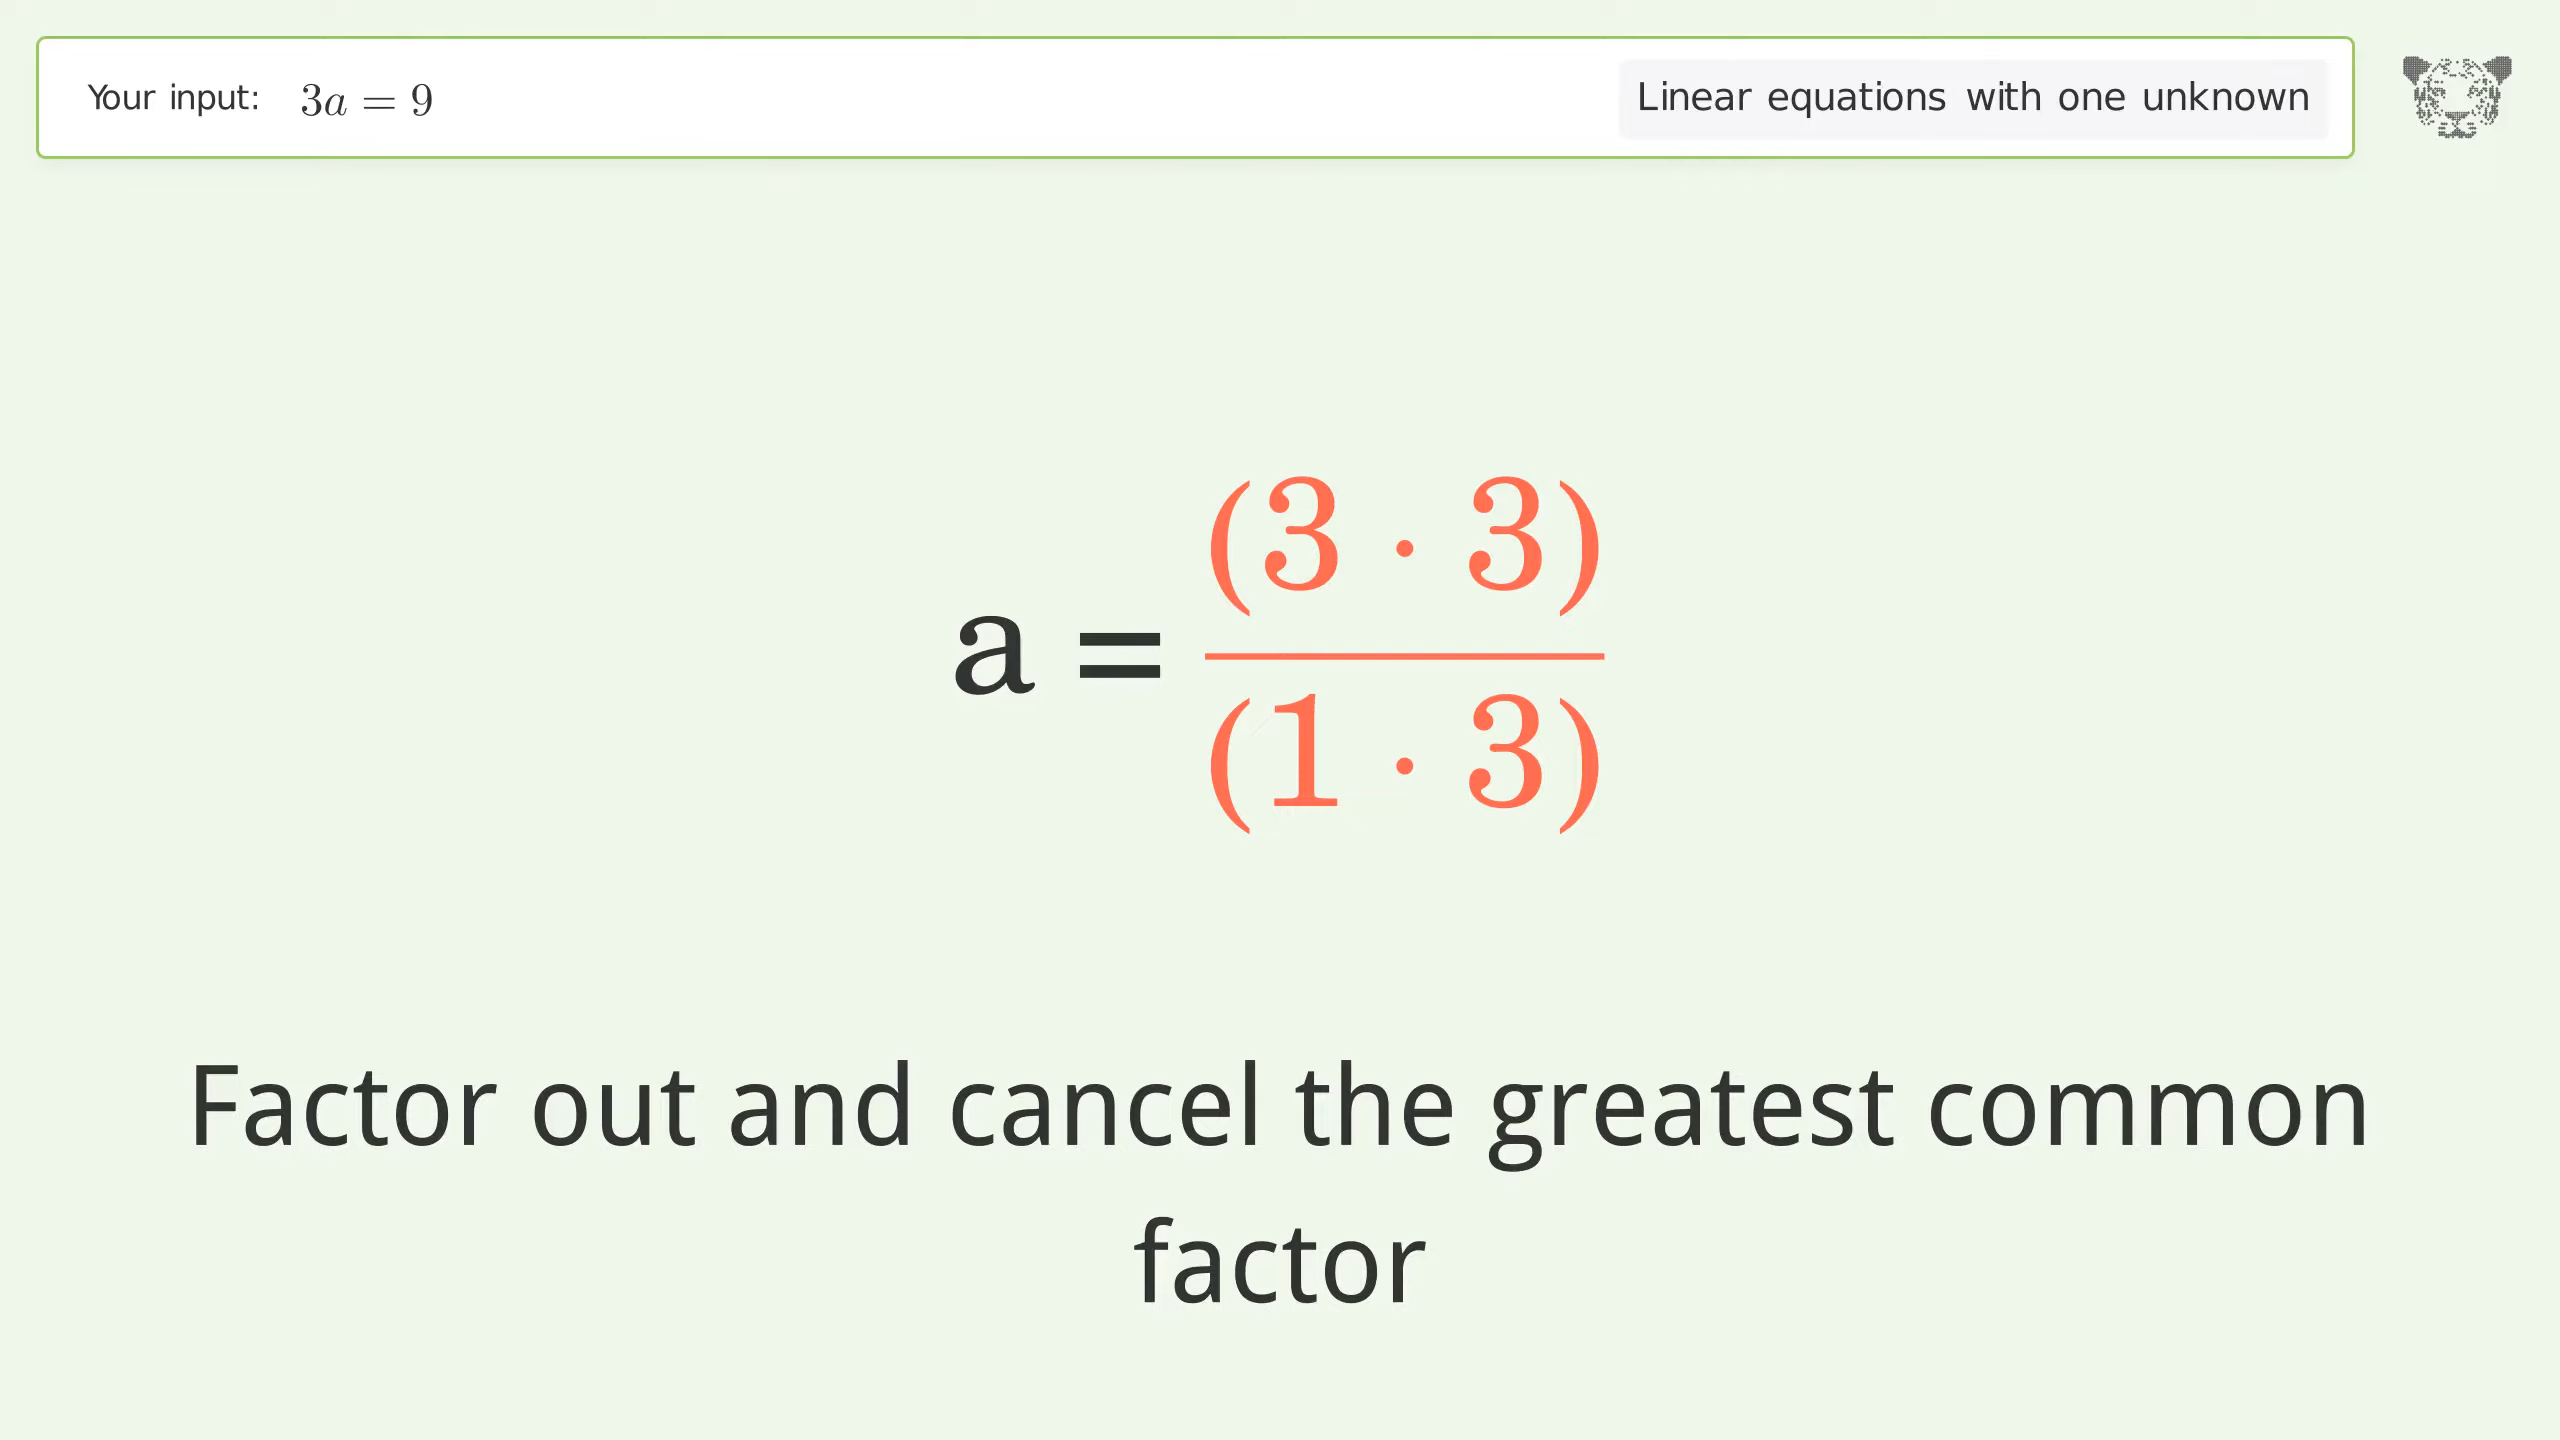 Your input: 3a = 9
Linear equations with one unknown
a = (3 · 3)
(1 · 3)
Factor out and cancel the greatest common
factor